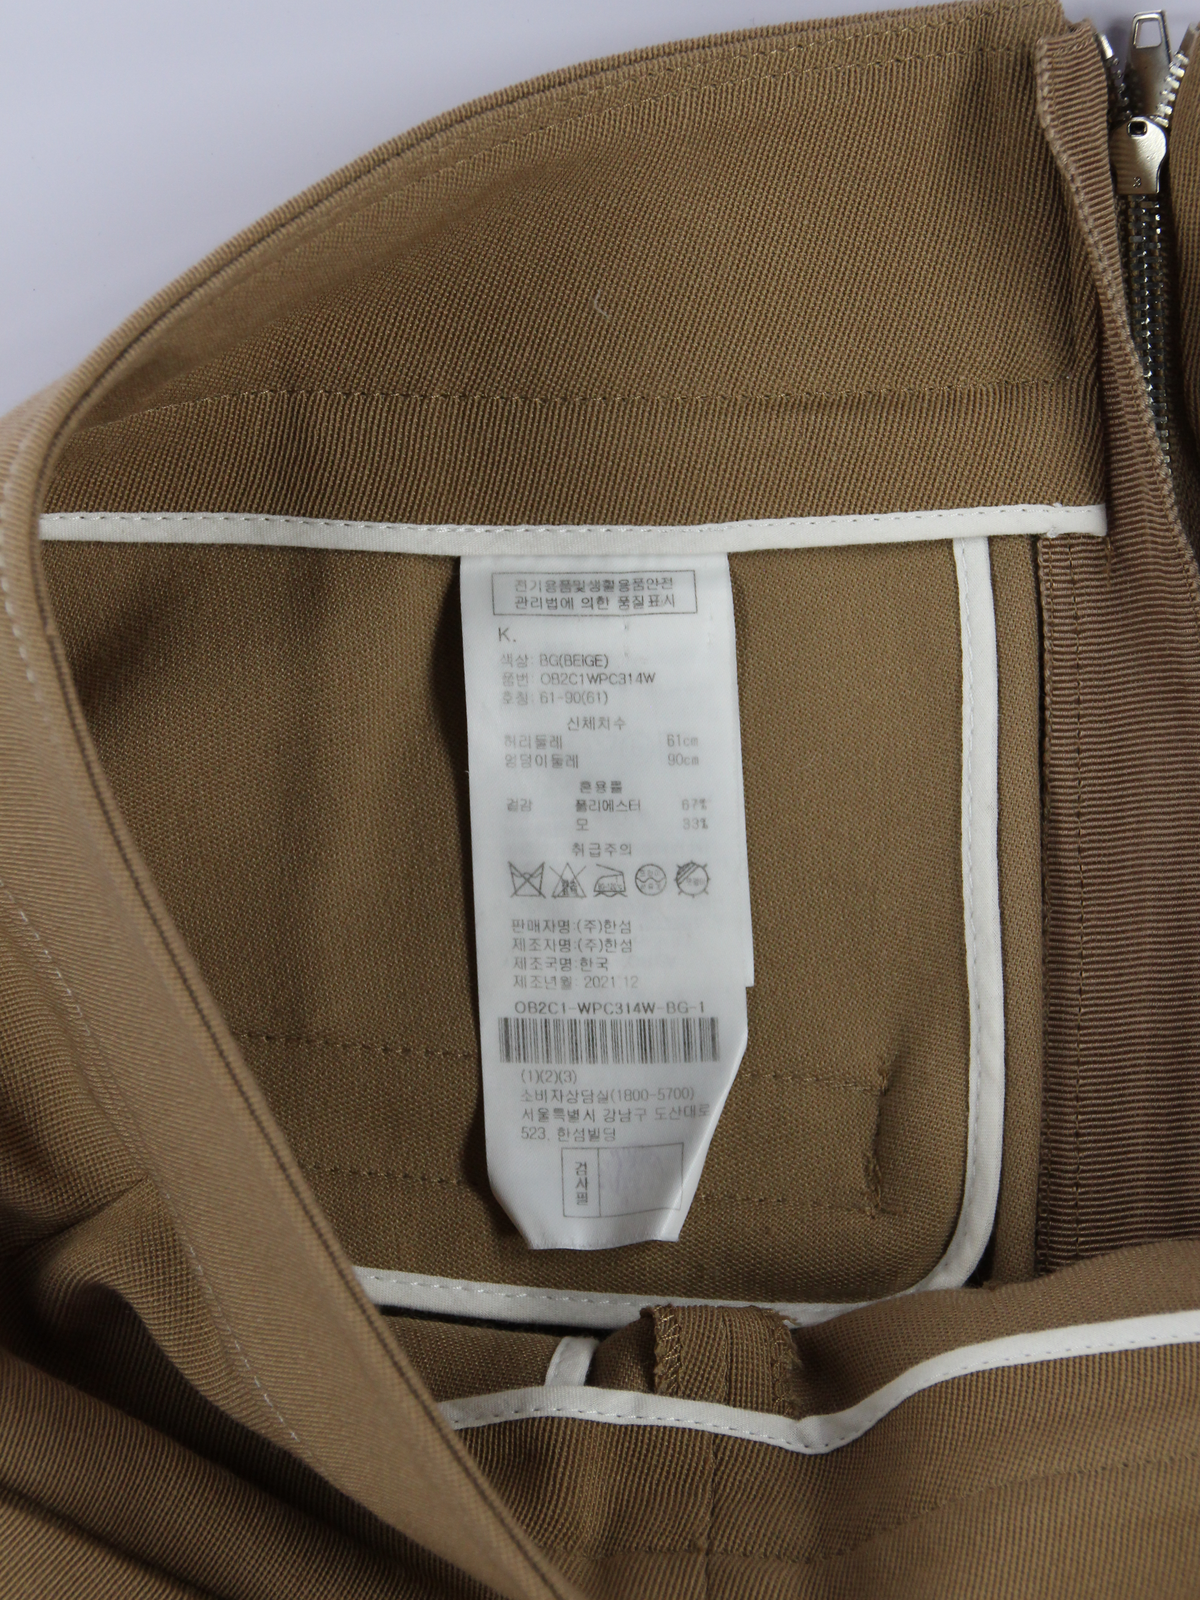 전기용품및생활용품안전
관리법에 의한 품질표시
K.
색상: BG(BEIGE)
품번: OB2C1WPC314W
호칭: 61-90(61)
신체치수
허리둘레 61cm
엉덩이둘레 90cm
혼용률
겉감 폴리에스터 67%
모 33%
취급주의
판매자명:(주)한섬
제조자명:(주)한섬
제조국명:한국
제조년월: 2021.12
OB2C1-WPC314W-BG-1
(1)(2)(3)
소비자상담실(1800-5700)
서울특별시 강남구 도산대로
523, 한섬빌딩
검사필